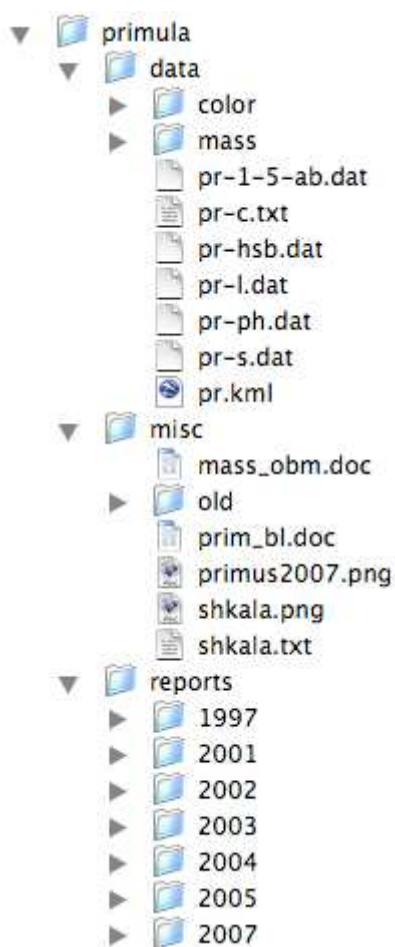 primula
data
color
mass
pr-1-5-ab.dat
pr-c.txt
pr-hsb.dat
pr-l.dat
pr-ph.dat
pr-s.dat
pr.kml
misc
mass_obm.doc
old
prim_bl.doc
primus2007.png
shkala.png
shkala.txt
reports
1997
2001
2002
2003
2004
2005
2007